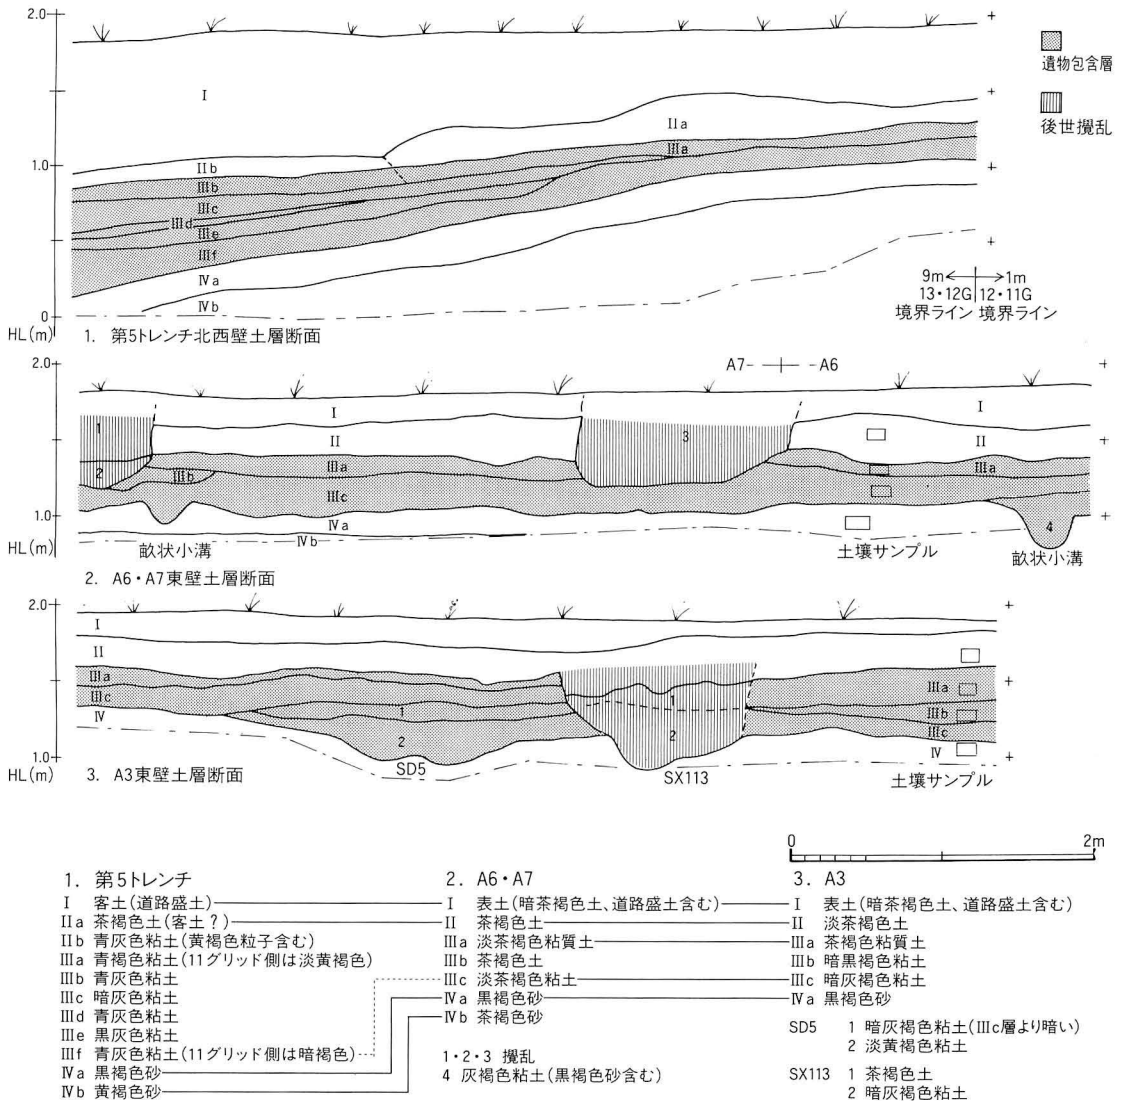 2.0
Ⅰ
Ⅱa
遺物包含層
後世攪乱
1.0
Ⅱb
Ⅲa
Ⅲb
Ⅲc
Ⅲd
Ⅲe
Ⅲf
Ⅳa
Ⅳb
9m 1m
13・12G 12・11G
境界ライン 境界ライン
0
HL(m)
1. 第5トレンチ北西壁土層断面
2.0
A7 A6
Ⅰ Ⅰ
1 Ⅱ 3 Ⅱ
2 Ⅲb Ⅲa Ⅲa
Ⅲc
1.0
Ⅳa 4
Ⅳb
HL(m)
畝状小溝 土壌サンプル 畝状小溝
2. A6・A7東壁土層断面
2.0
Ⅰ
Ⅱ
Ⅲa Ⅲa
Ⅲc 1 1 Ⅲb
Ⅳ 2 2 Ⅲc
Ⅳ
1.0
SD5 SX113
HL(m)
3. A3東壁土層断面
土壌サンプル
0 2m
1. 第5トレンチ
Ⅰ 客土(道路盛土)
Ⅱa 茶褐色土(客土?)
Ⅱb 青灰色粘土(黄褐色粒子含む)
Ⅲa 青褐色粘土(11グリッド側は淡黄褐色)
Ⅲb 青灰色粘土
Ⅲc 暗灰色粘土
Ⅲd 青灰色粘土
Ⅲe 黒灰色粘土
Ⅲf 青灰色粘土(11グリッド側は暗褐色)
Ⅳa 黒褐色砂
Ⅳb 黄褐色砂
2. A6・A7
Ⅰ 表土(暗茶褐色土、道路盛土含む)
Ⅱ 茶褐色土
Ⅲa 淡茶褐色粘質土
Ⅲb 茶褐色土
Ⅲc 淡茶褐色粘土
Ⅳa 黒褐色砂
Ⅳb 茶褐色砂
1・2・3 攪乱
4 灰褐色粘土(黒褐色砂含む)
3. A3
Ⅰ 表土(暗茶褐色土、道路盛土含む)
Ⅱ 淡茶褐色土
Ⅲa 茶褐色粘質土
Ⅲb 暗黒褐色粘土
Ⅲc 暗灰褐色粘土
Ⅳa 黒褐色砂
SD5 1 暗灰褐色粘土(Ⅲc層より暗い)
2 淡黄褐色粘土
SX113 1 茶褐色土
2 暗灰褐色粘土